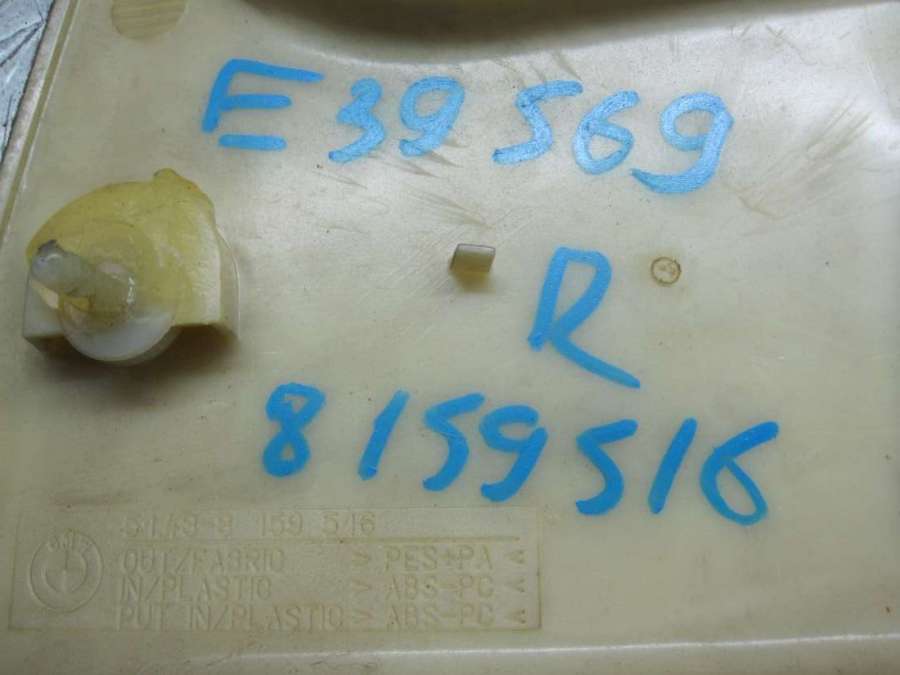 E39 569
R
8159516
51.43-8 159 516
OUT/FABRIC > PES+PA <
IN/PLASTIC > ABS-PC <
PUT IN/PLASTIC > ABS-PC <